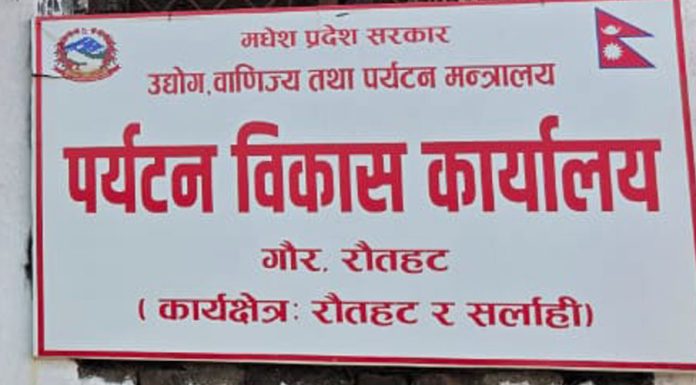 मधेश प्रदेश सरकार
उद्योग,वाणिज्य तथा पर्यटन मन्त्रालय
पर्यटन विकास कार्यालय
गौर, रौतहट
( कार्यक्षेत्रः रौतहट र सर्लाही)